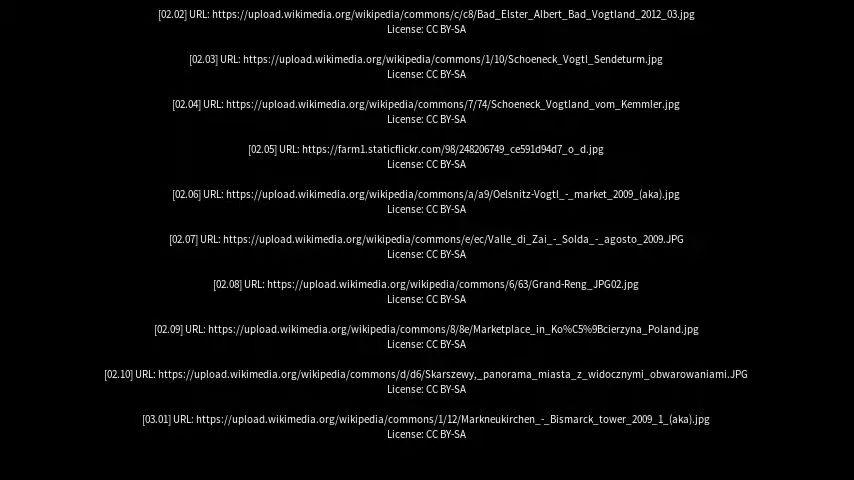 [02.02] URL: https://upload.wikimedia.org/wikipedia/commons/c/c8/Bad_Elster_Albert_Bad_Vogtland_2012_03.jpg
License: CC BY-SA
[02.03] URL: https://upload.wikimedia.org/wikipedia/commons/1/10/Schoeneck_Vogtl_Sendeturm.jpg
License: CC BY-SA
[02.04] URL: https://upload.wikimedia.org/wikipedia/commons/7/74/Schoeneck_Vogtland_vom_Kemmler.jpg
License: CC BY-SA
[02.05] URL: https://farm1.staticflickr.com/98/248206749_ce591d94d7_o_d.jpg
License: CC BY-SA
[02.06] URL: https://upload.wikimedia.org/wikipedia/commons/a/a9/Oelsnitz-Vogtl_-_market_2009_(aka).jpg
License: CC BY-SA
[02.07] URL: https://upload.wikimedia.org/wikipedia/commons/e/ec/Valle_di_Zai_-_Solda_-_agosto_2009.JPG
License: CC BY-SA
[02.08] URL: https://upload.wikimedia.org/wikipedia/commons/6/63/Grand-Reng_JPG02.jpg
License: CC BY-SA
[02.09] URL: https://upload.wikimedia.org/wikipedia/commons/8/8e/Marketplace_in_Ko%C5%9Bcierzyna_Poland.jpg
License: CC BY-SA
[02.10] URL: https://upload.wikimedia.org/wikipedia/commons/d/d6/Skarszewy,_panorama_miasta_z_widocznymi_obwarowaniami.JPG
License: CC BY-SA
[03.01] URL: https://upload.wikimedia.org/wikipedia/commons/1/12/Markneukirchen_-_Bismarck_tower_2009_1_(aka).jpg
License: CC BY-SA